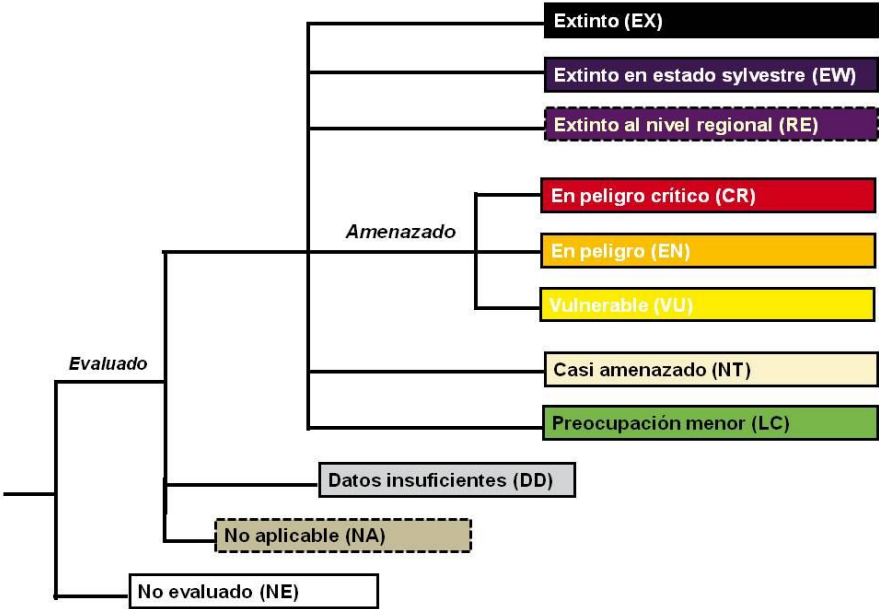 Extinto (EX)
Extinto en estado sylvestre (EW)
Extinto al nivel regional (RE)
En peligro crítico (CR)
Amenazado
En peligro (EN)
Vulnerable (VU)
Evaluado
Casi amenazado (NT)
Preocupación menor (LC)
Datos insuficientes (DD)
No aplicable (NA)
No evaluado (NE)